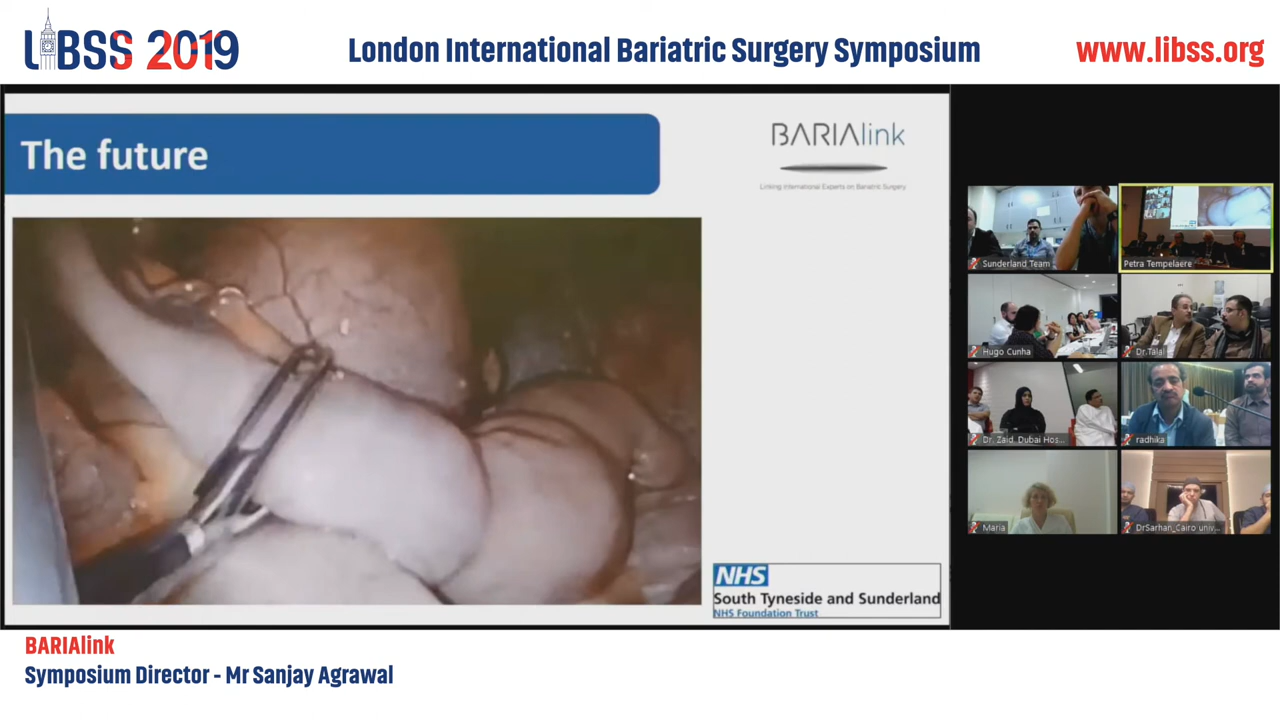 LIBSS 2019
London International Bariatric Surgery Symposium
www.libss.org
The future
BARIAlink
Linking International Experts on Bariatric Surgery
Sunderland Team
Petra Tempelaere
Hugo Cunha
Dr.Talal
Dr. Zaid, Dubai Hos...
radhika
Maria
DrSarhan_Cairo univ...
NHS
South Tyneside and Sunderland
NHS Foundation Trust
BARIAlink
Symposium Director - Mr Sanjay Agrawal